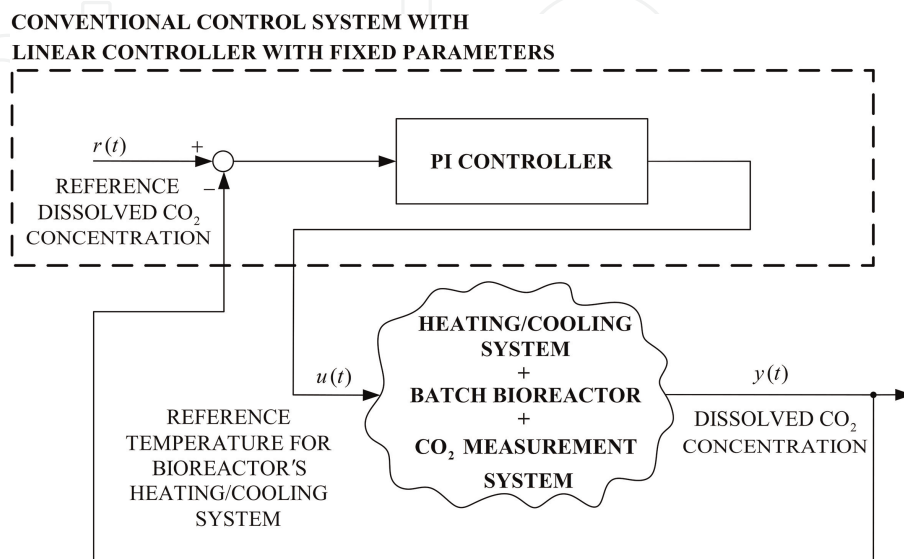 CONVENTIONAL CONTROL SYSTEM WITH
LINEAR CONTROLLER WITH FIXED PARAMETERS
r(t)
+
−
REFERENCE
DISSOLVED CO₂
CONCENTRATION
PI CONTROLLER
u(t)
REFERENCE
TEMPERATURE FOR
BIOREACTOR′S
HEATING/COOLING
SYSTEM
HEATING/COOLING
SYSTEM
+
BATCH BIOREACTOR
+
CO₂ MEASUREMENT
SYSTEM
y(t)
DISSOLVED CO₂
CONCENTRATION